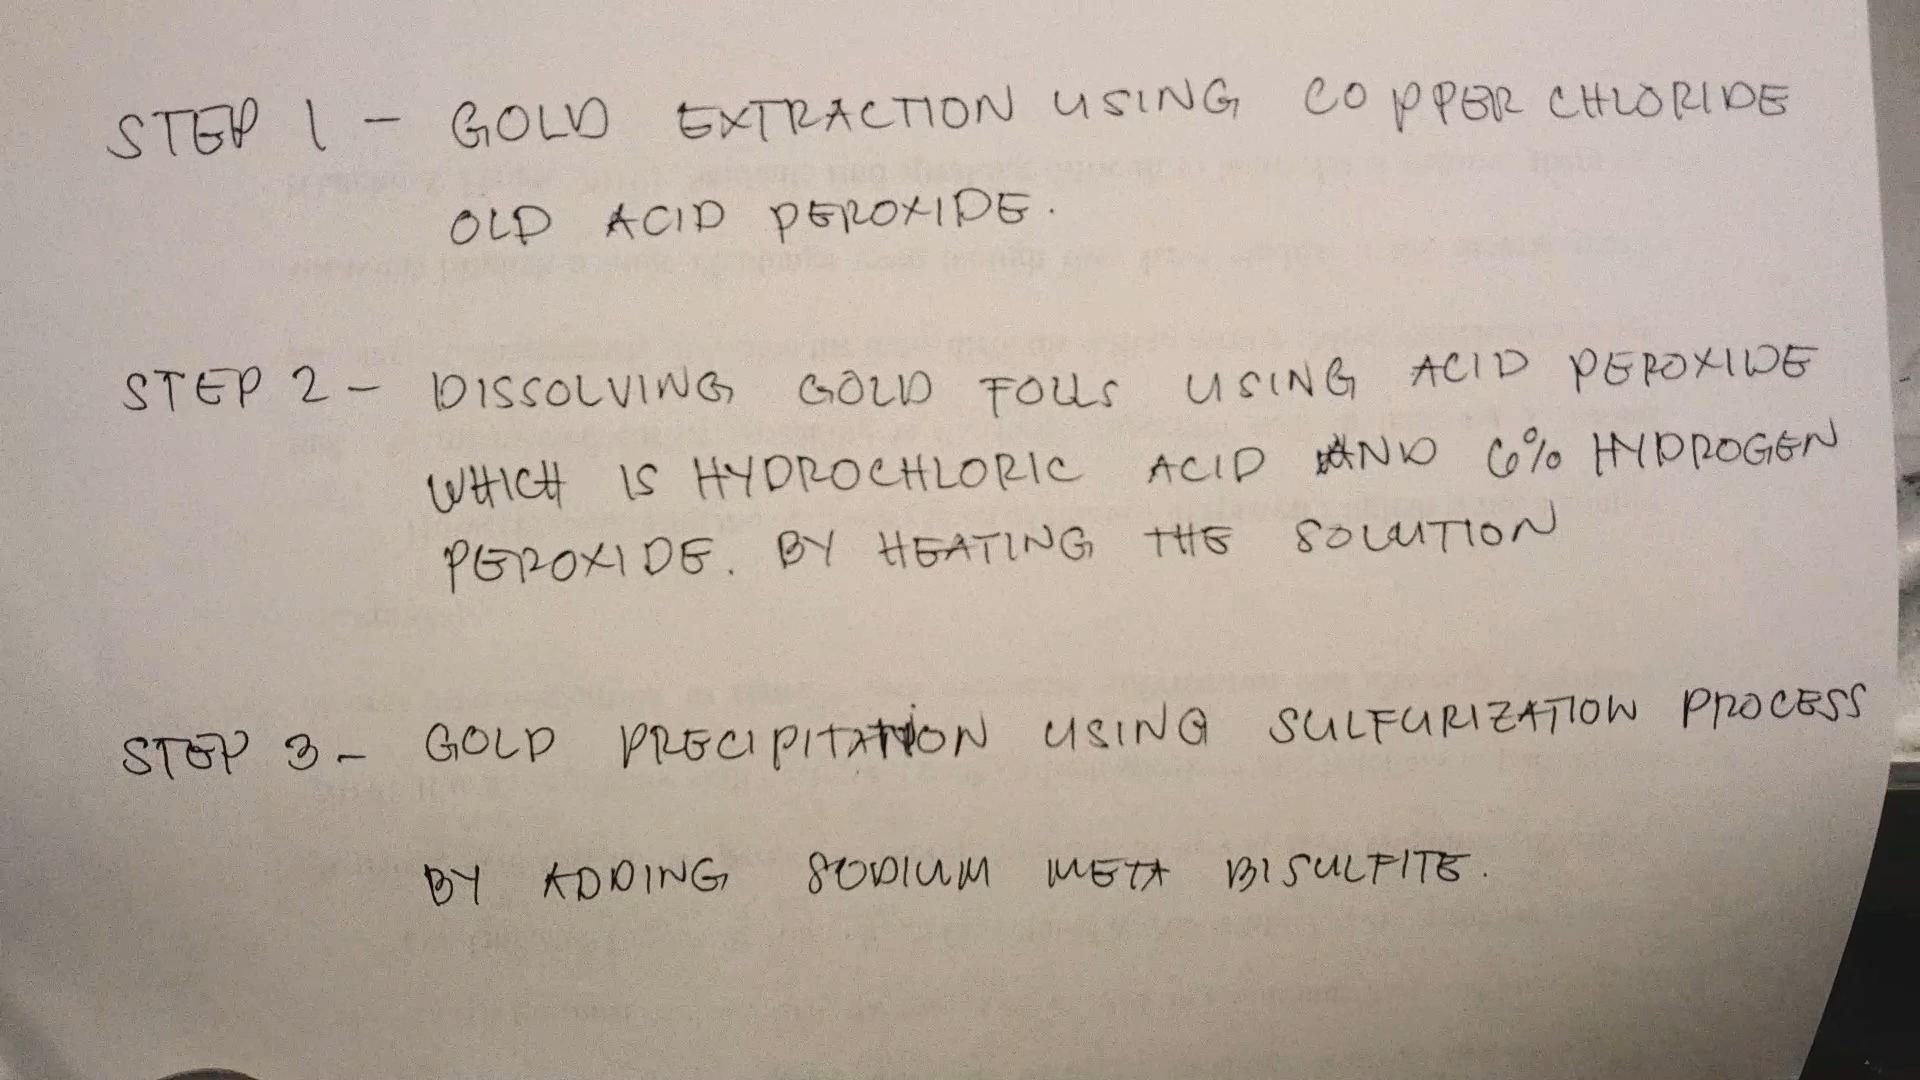 STEP 1 - GOLD EXTRACTION USING COPPER CHLORIDE
OLD ACID PEROXIDE.
STEP 2 - DISSOLVING GOLD FOILS USING ACID PEROXIDE
WHICH IS HYDROCHLORIC ACID AND 6% HYDROGEN
PEROXIDE. BY HEATING THE SOLUTION
STEP 3 - GOLD PRECIPITATION USING SULFURIZATION PROCESS
BY ADDING SODIUM META BISULFITE.